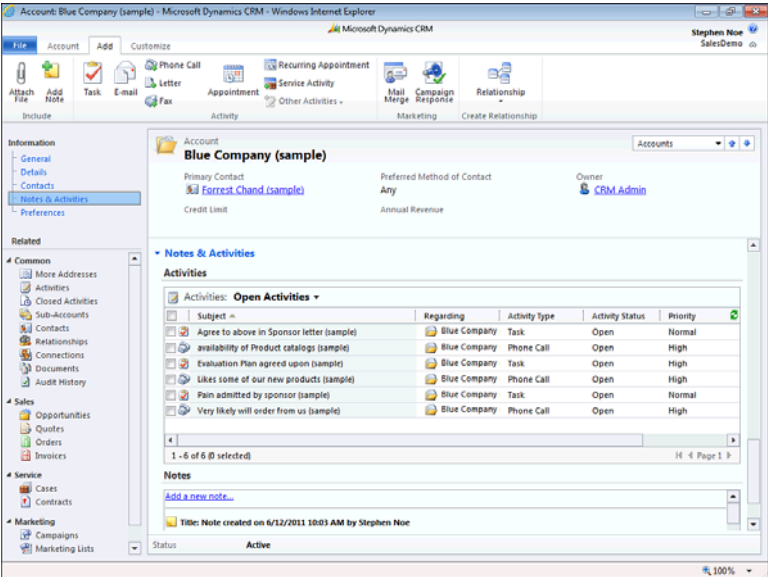 Account: Blue Company (sample) - Microsoft Dynamics CRM - Windows Internet Explorer
Microsoft Dynamics CRM
Stephen Noe
SalesDemo
File Account Add Customize
Attach File
Add Note
Task
E-mail
Phone Call
Letter
Fax
Appointment
Recurring Appointment
Service Activity
Other Activities
Mail Merge
Campaign Response
Relationship
Include
Activity
Marketing
Create Relationship
Information
General
Details
Contacts
Notes & Activities
Preferences
Related
Common
More Addresses
Activities
Closed Activities
Sub-Accounts
Contacts
Relationships
Connections
Documents
Audit History
Sales
Opportunities
Quotes
Orders
Invoices
Service
Cases
Contracts
Marketing
Campaigns
Marketing Lists
Account
Blue Company (sample)
Accounts
Primary Contact
Forrest Chand (sample)
Preferred Method of Contact
Any
Owner
CRM Admin
Credit Limit
Annual Revenue
Notes & Activities
Activities
Activities: Open Activities
Subject Regarding Activity Type Activity Status Priority
Agree to above in Sponsor letter (sample) Blue Company Task Open Normal
availability of Product catalogs (sample) Blue Company Phone Call Open High
Evaluation Plan agreed upon (sample) Blue Company Task Open High
Likes some of our new products (sample) Blue Company Phone Call Open High
Pain admitted by sponsor (sample) Blue Company Task Open Normal
Very likely will order from us (sample) Blue Company Phone Call Open High
1 - 6 of 6 (0 selected)
Page 1
Notes
Add a new note...
Title: Note created on 6/12/2011 10:03 AM by Stephen Noe
Status Active
100%